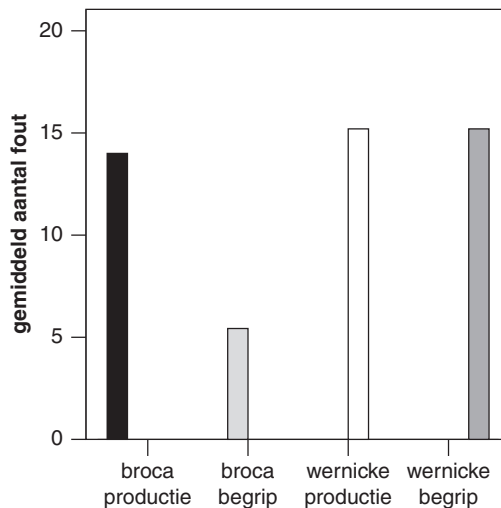 gemiddeld aantal fout
20
15
10
5
0
broca productie
broca begrip
wernicke productie
wernicke begrip